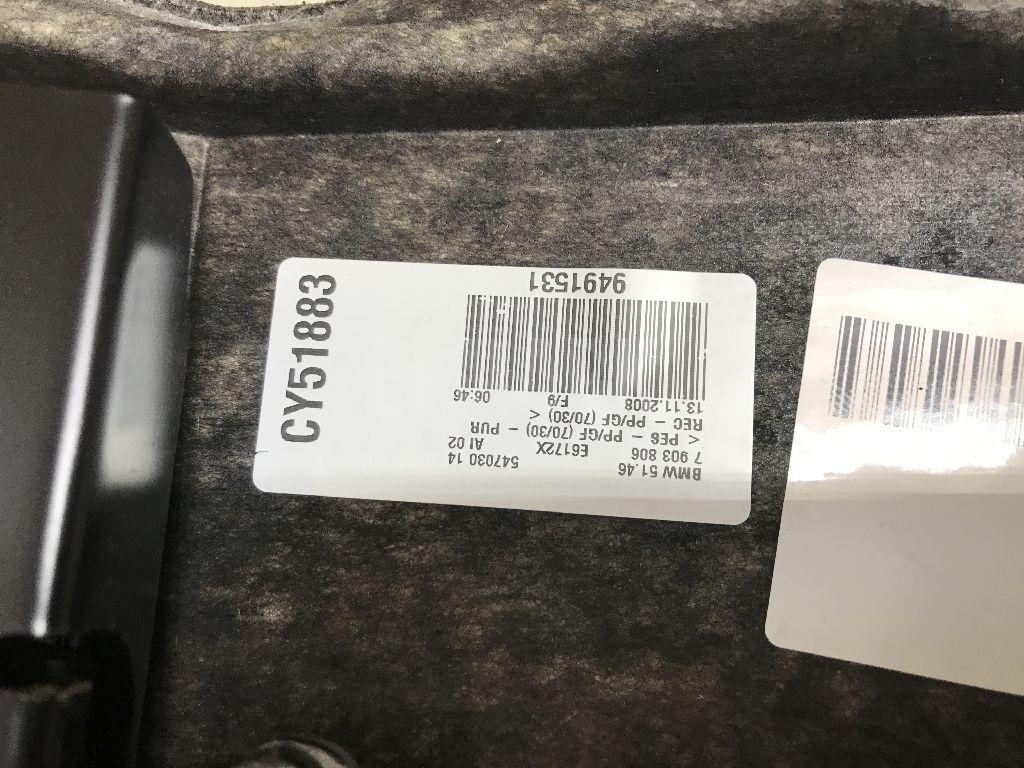 BMW 51.46 547030 14
7 903 806 E6172X AI 02
< PES - PP/GF (70/30) - PUR
REC - PP/GF (70/30) <
13.11.2008 F/9 06:46
9491531
CY51883